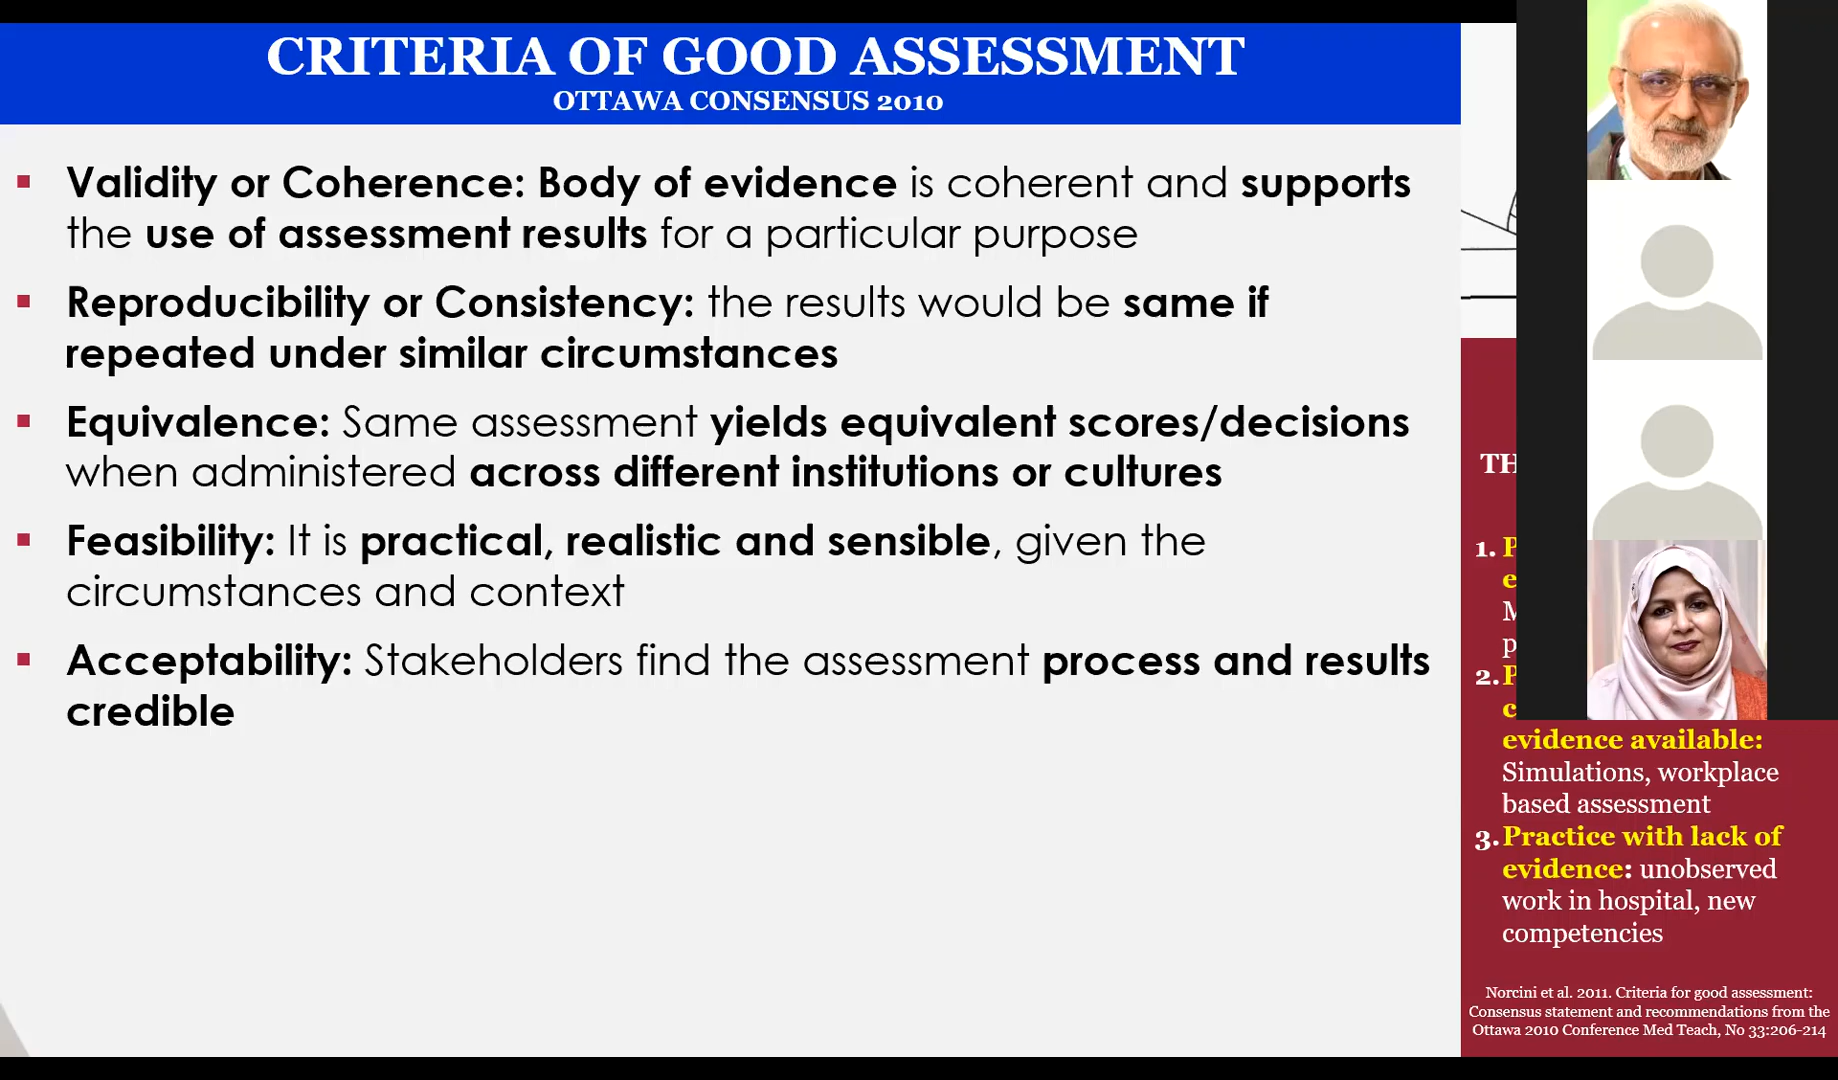 CRITERIA OF GOOD ASSESSMENT
OTTAWA CONSENSUS 2010
▪ Validity or Coherence: Body of evidence is coherent and supports
the use of assessment results for a particular purpose
▪ Reproducibility or Consistency: the results would be same if
repeated under similar circumstances
▪ Equivalence: Same assessment yields equivalent scores/decisions
when administered across different institutions or cultures
▪ Feasibility: It is practical, realistic and sensible, given the
circumstances and context
▪ Acceptability: Stakeholders find the assessment process and results
credible
TH
1. P
e
M
p
2. P
c
evidence available:
Simulations, workplace
based assessment
3. Practice with lack of
evidence: unobserved
work in hospital, new
competencies
Norcini et al. 2011. Criteria for good assessment:
Consensus statement and recommendations from the
Ottawa 2010 Conference Med Teach, No 33:206-214